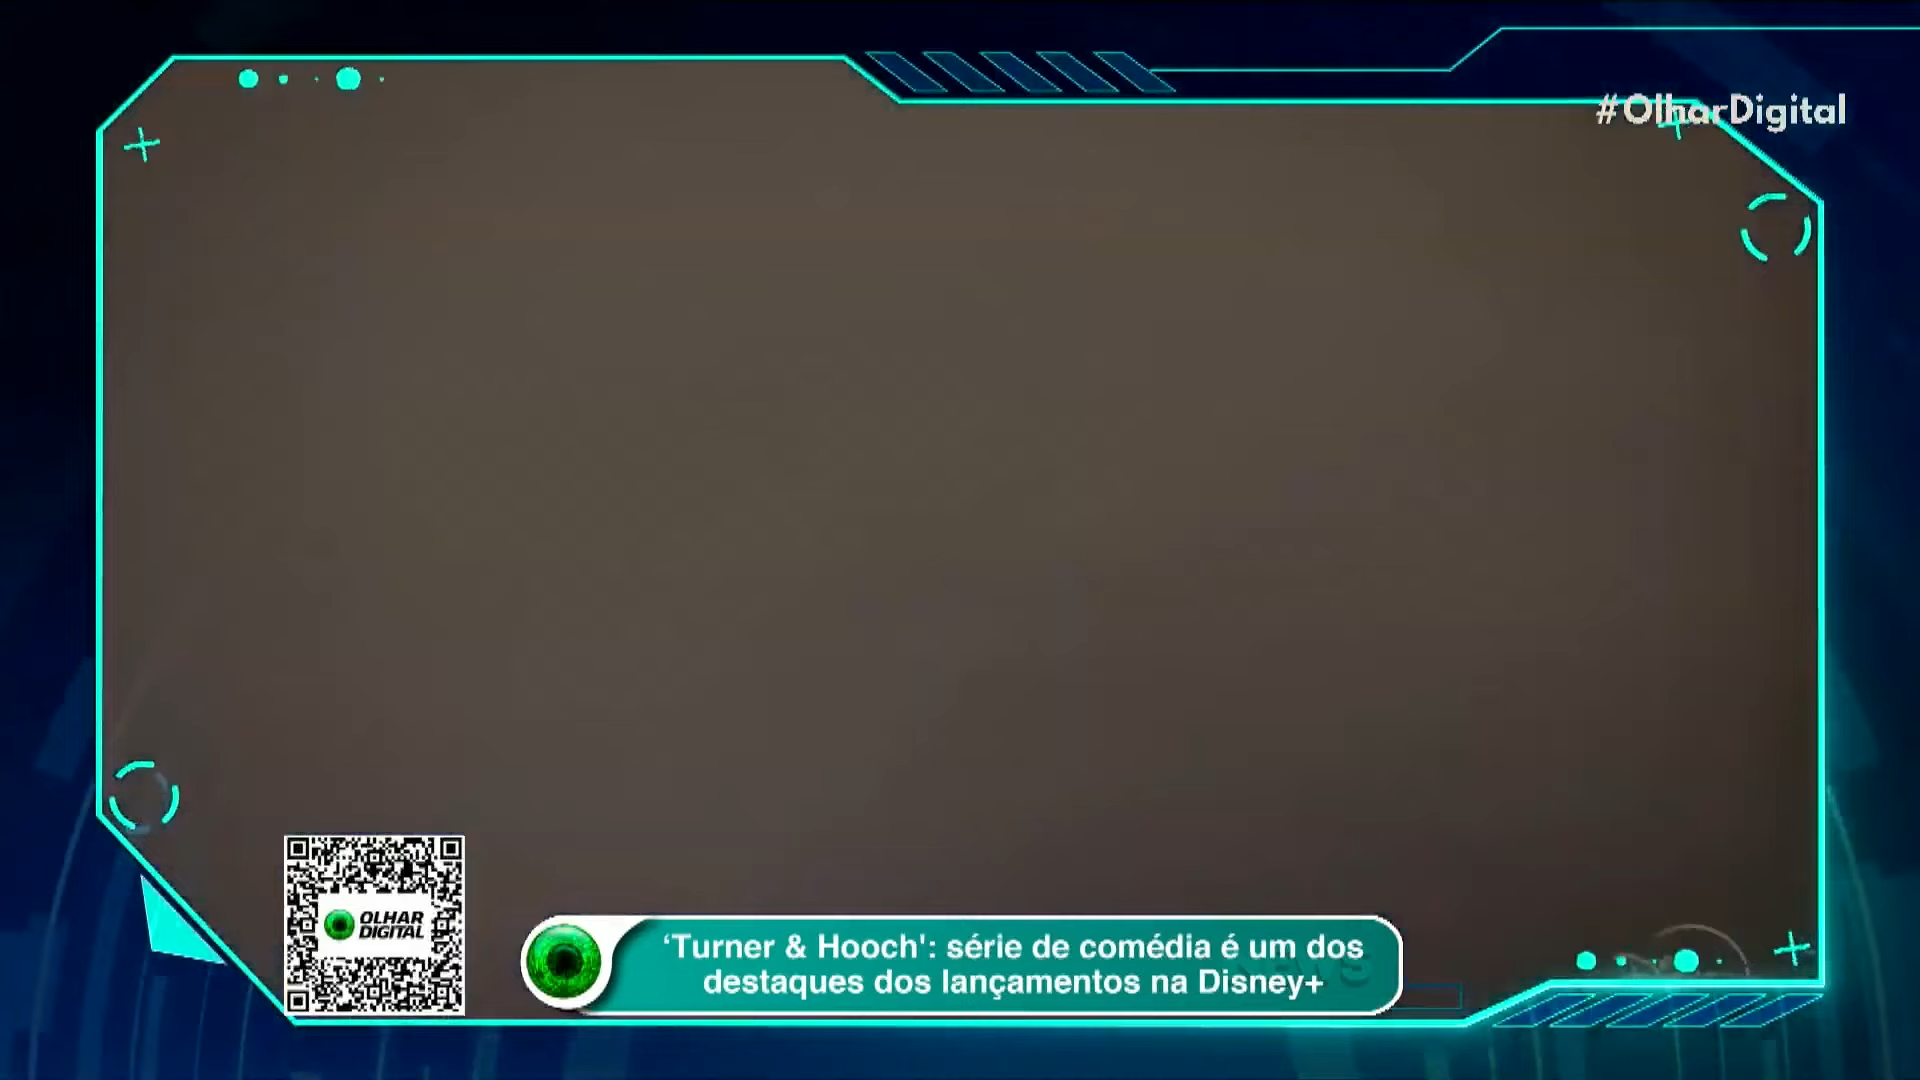 #OlharDigital
OLHAR
DIGITAL
‘Turner & Hooch': série de comédia é um dos
destaques dos lançamentos na Disney+